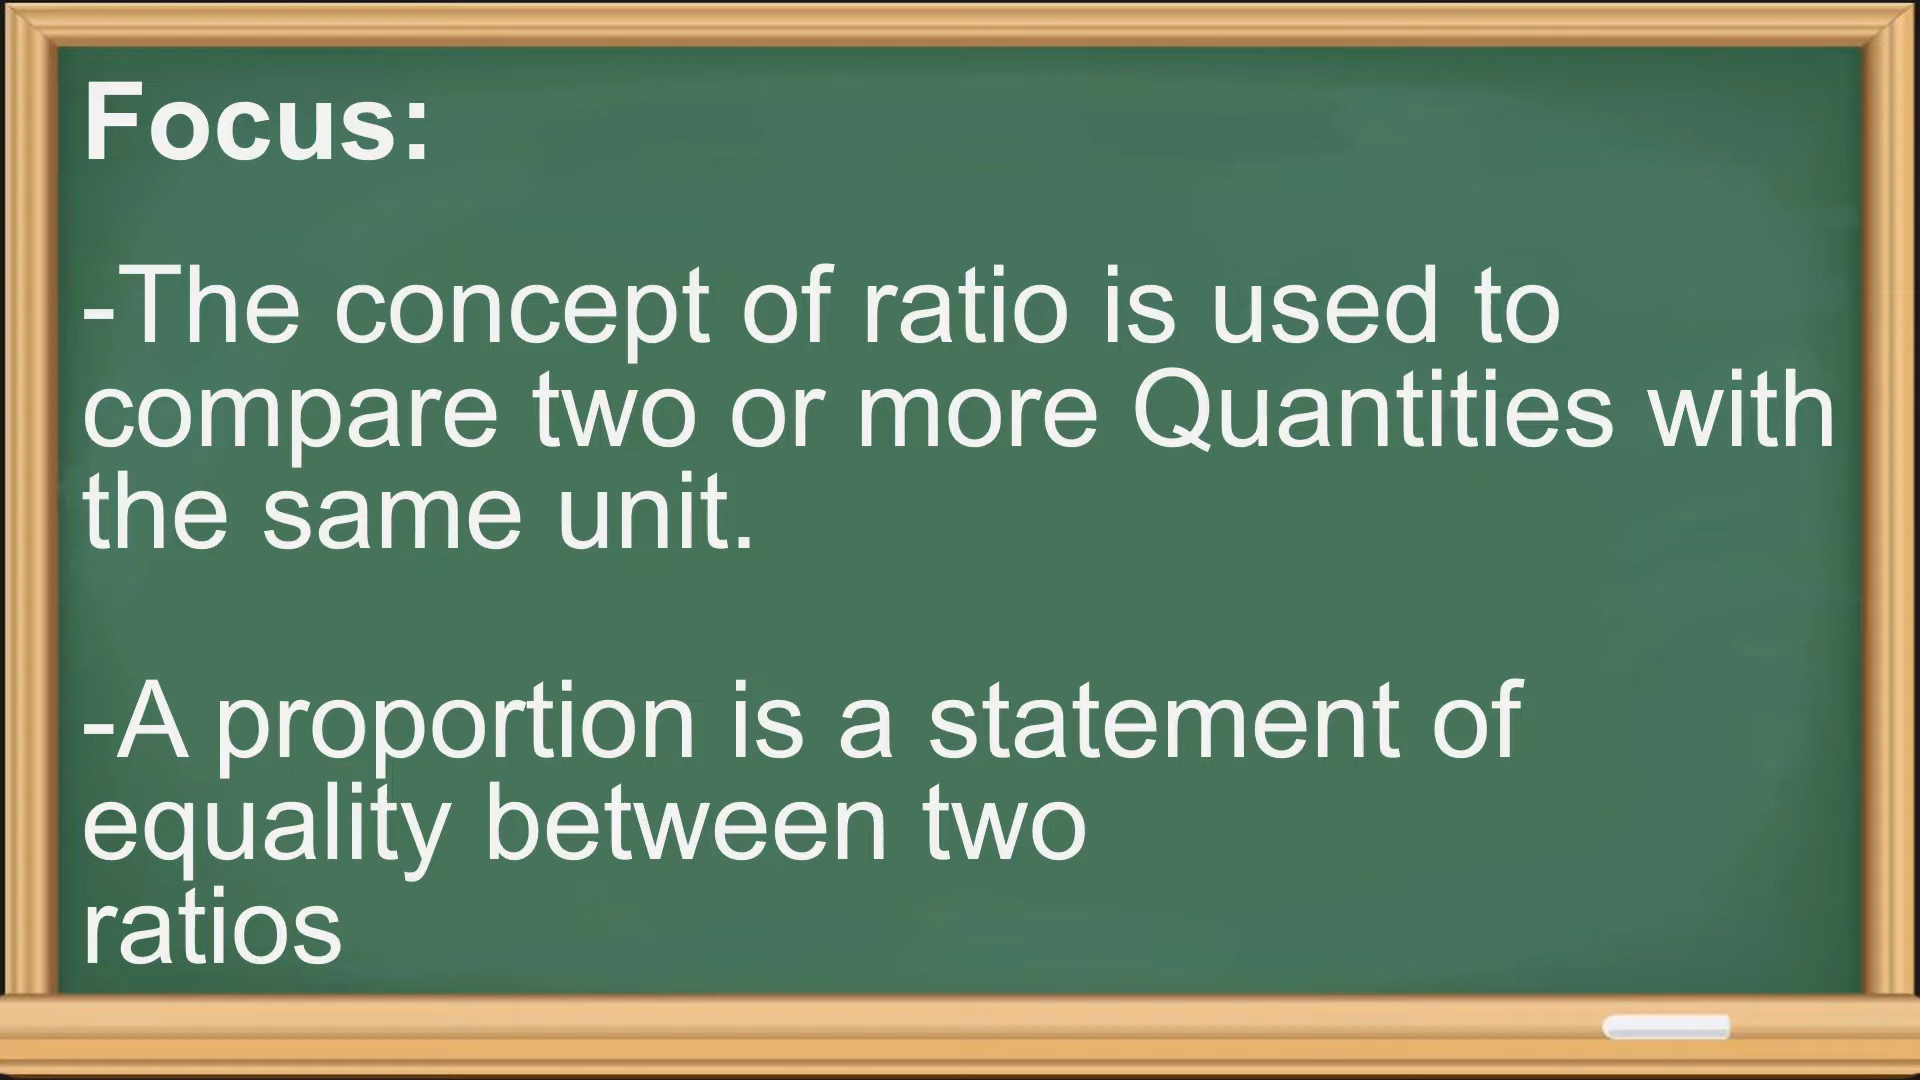 Focus:
-The concept of ratio is used to
compare two or more Quantities with
the same unit.
-A proportion is a statement of
equality between two
ratios